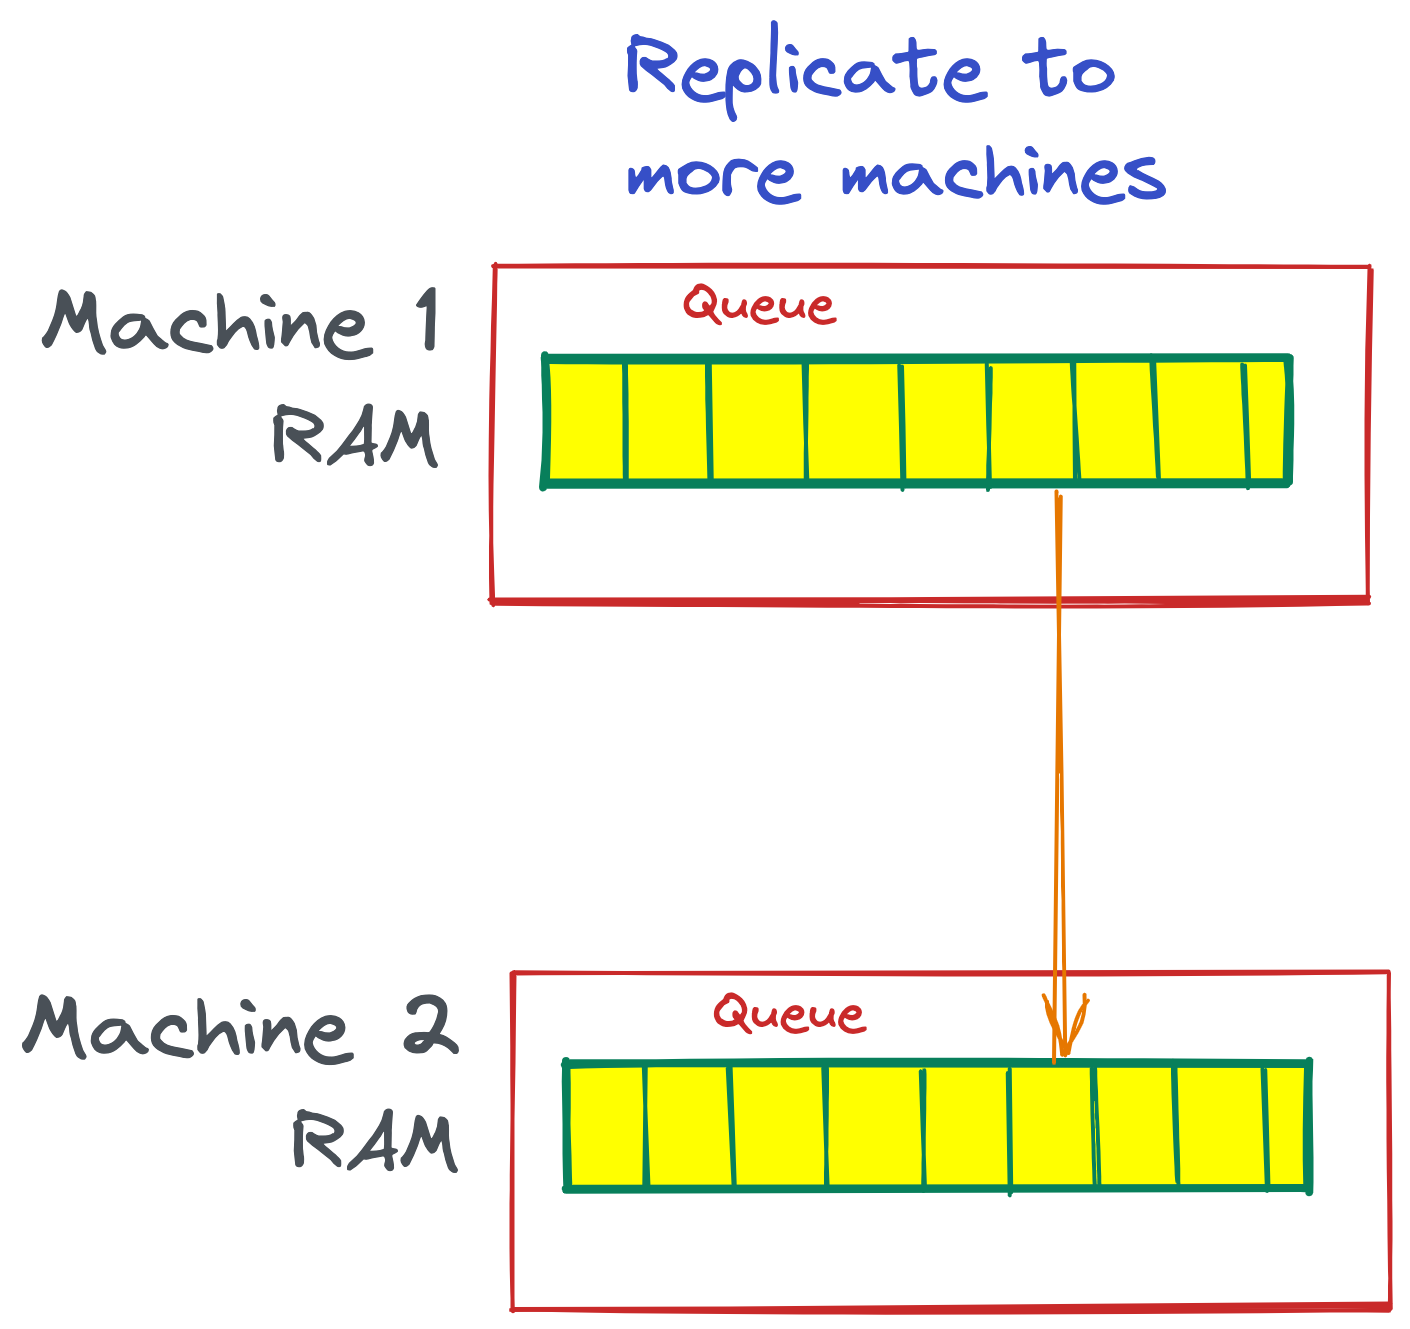 Replicate to
more machines
Machine 1
RAM
Queue
Machine 2
RAM
Queue